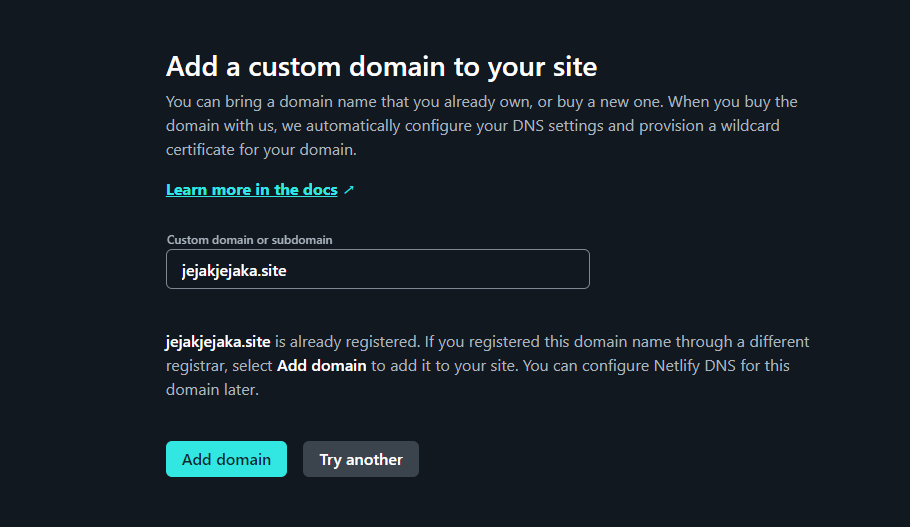 Add a custom domain to your site
You can bring a domain name that you already own, or buy a new one. When you buy the
domain with us, we automatically configure your DNS settings and provision a wildcard
certificate for your domain.
Learn more in the docs ↗
Custom domain or subdomain
jejakjejaka.site
jejakjejaka.site is already registered. If you registered this domain name through a different
registrar, select Add domain to add it to your site. You can configure Netlify DNS for this
domain later.
Add domain Try another